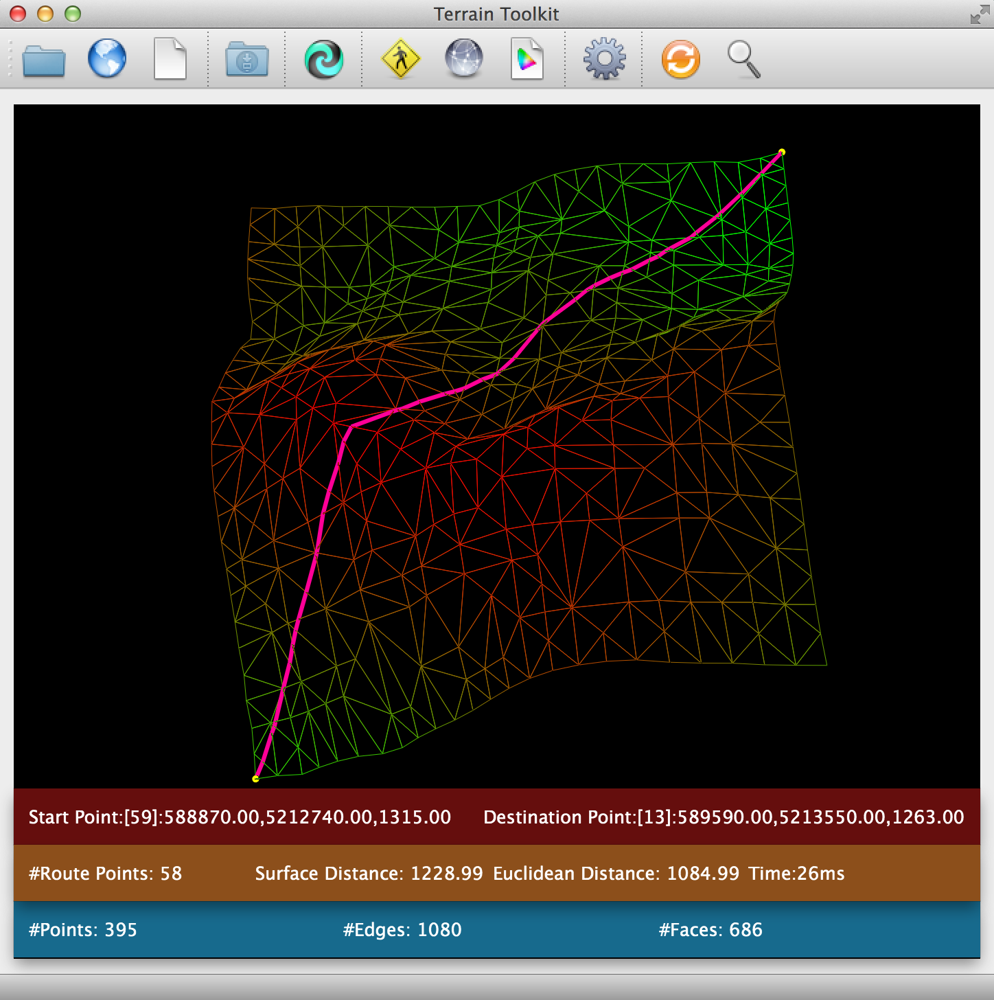 Terrain Toolkit
Start Point:[59]:588870.00,5212740.00,1315.00 Destination Point:[13]:589590.00,5213550.00,1263.00
#Route Points: 58 Surface Distance: 1228.99 Euclidean Distance: 1084.99 Time:26ms
#Points: 395 #Edges: 1080 #Faces: 686